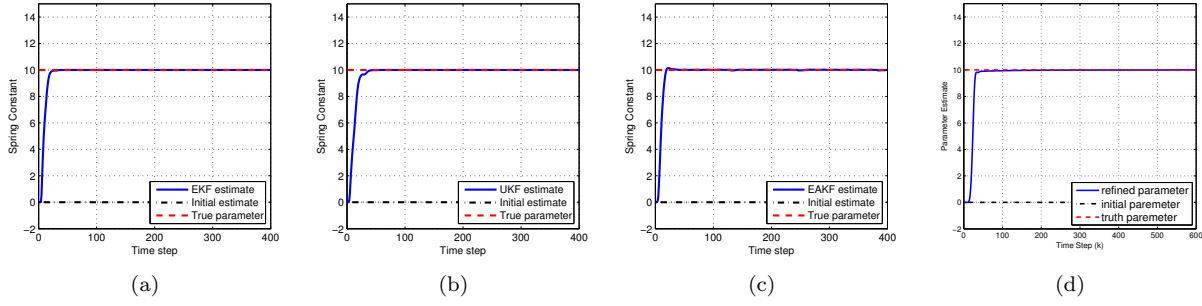 14
12
10
8
6
4
2
0
−2
0 100 200 300 400
Spring Constant
Time step
EKF estimate
Initial estimate
True parameter
(a)
14
12
10
8
6
4
2
0
−2
0 100 200 300 400
Spring Constant
Time step
UKF estimate
Initial estimate
True parameter
(b)
14
12
10
8
6
4
2
0
−2
0 100 200 300 400
Spring Constant
Time step
EAKF estimate
Initial estimate
True parameter
(c)
14
12
10
8
6
4
2
0
−2
0 100 200 300 400 500 600
Parameter Estimate
Time Step (k)
refined parameter
initial paremeter
truth paremeter
(d)